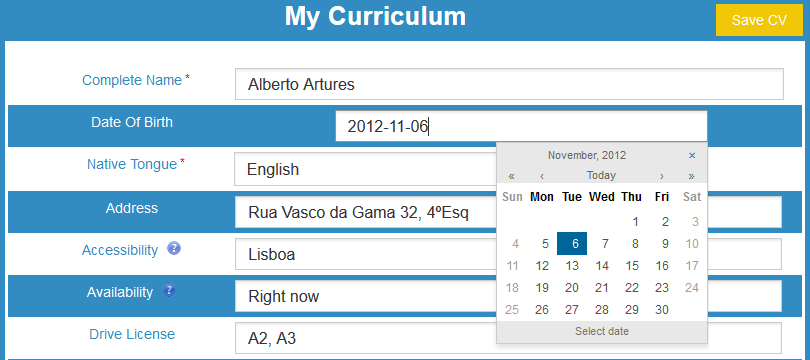 My Curriculum
Save CV
Complete Name *
Alberto Artures
Date Of Birth
2012-11-06
Native Tongue *
English
Address
Rua Vasco da Gama 32, 4ºEsq
Accessibility ?
Lisboa
Availability ?
Right now
Drive License
A2, A3
November, 2012 ×
« ‹ Today › »
Sun Mon Tue Wed Thu Fri Sat
1 2 3
4 5 6 7 8 9 10
11 12 13 14 15 16 17
18 19 20 21 22 23 24
25 26 27 28 29 30
Select date